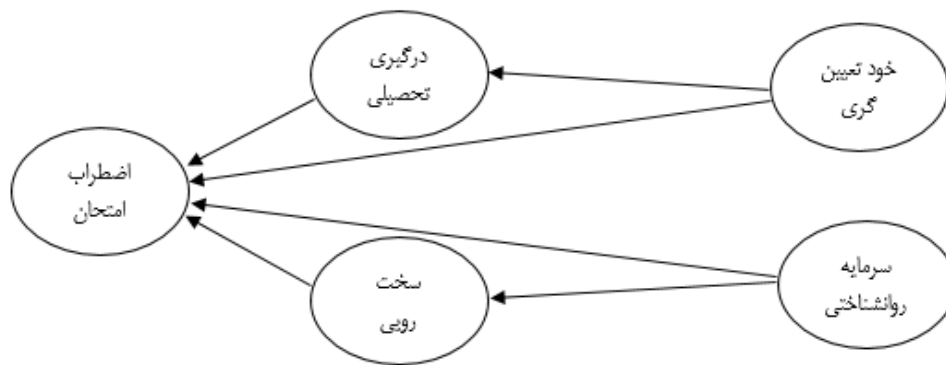 خود تعیین
گری
درگیری
تحصیلی
اضطراب
امتحان
سرمایه
روانشناختی
سخت
رویی